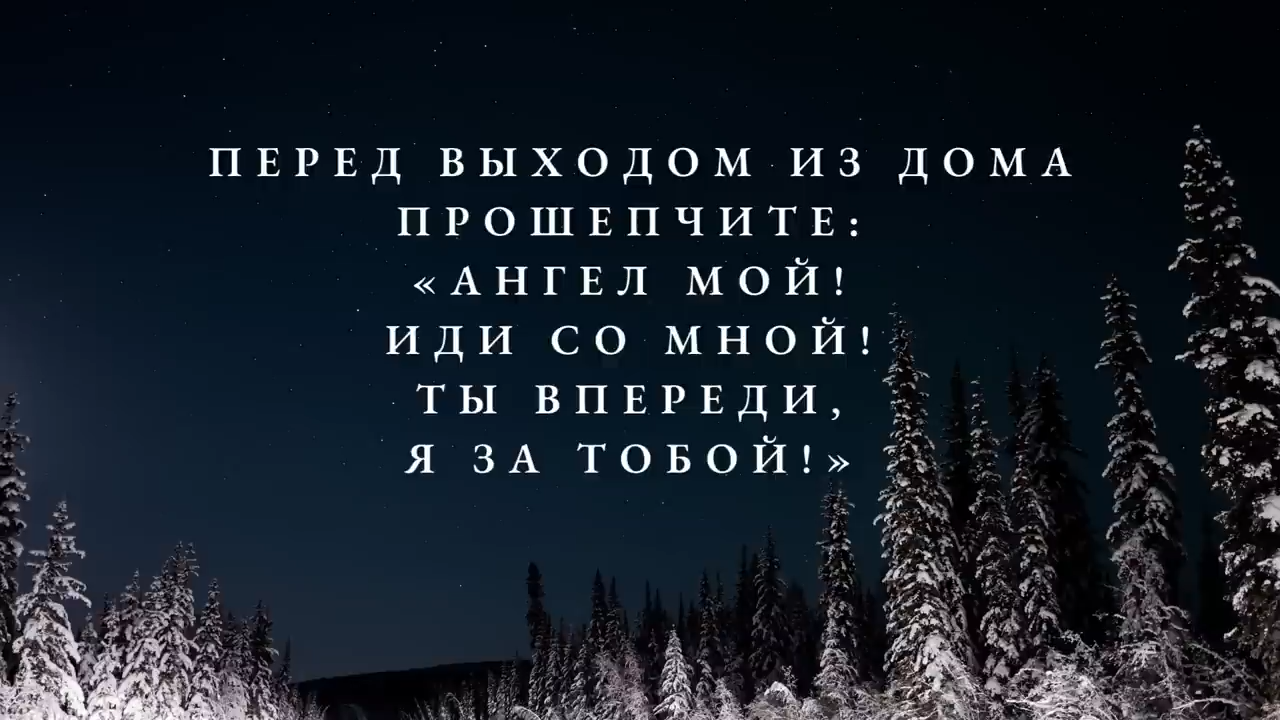 ПЕРЕД ВЫХОДОМ ИЗ ДОМА
ПРОШЕПЧИТЕ:
«АНГЕЛ МОЙ!
ИДИ СО МНОЙ!
ТЫ ВПЕРЕДИ,
Я ЗА ТОБОЙ!»